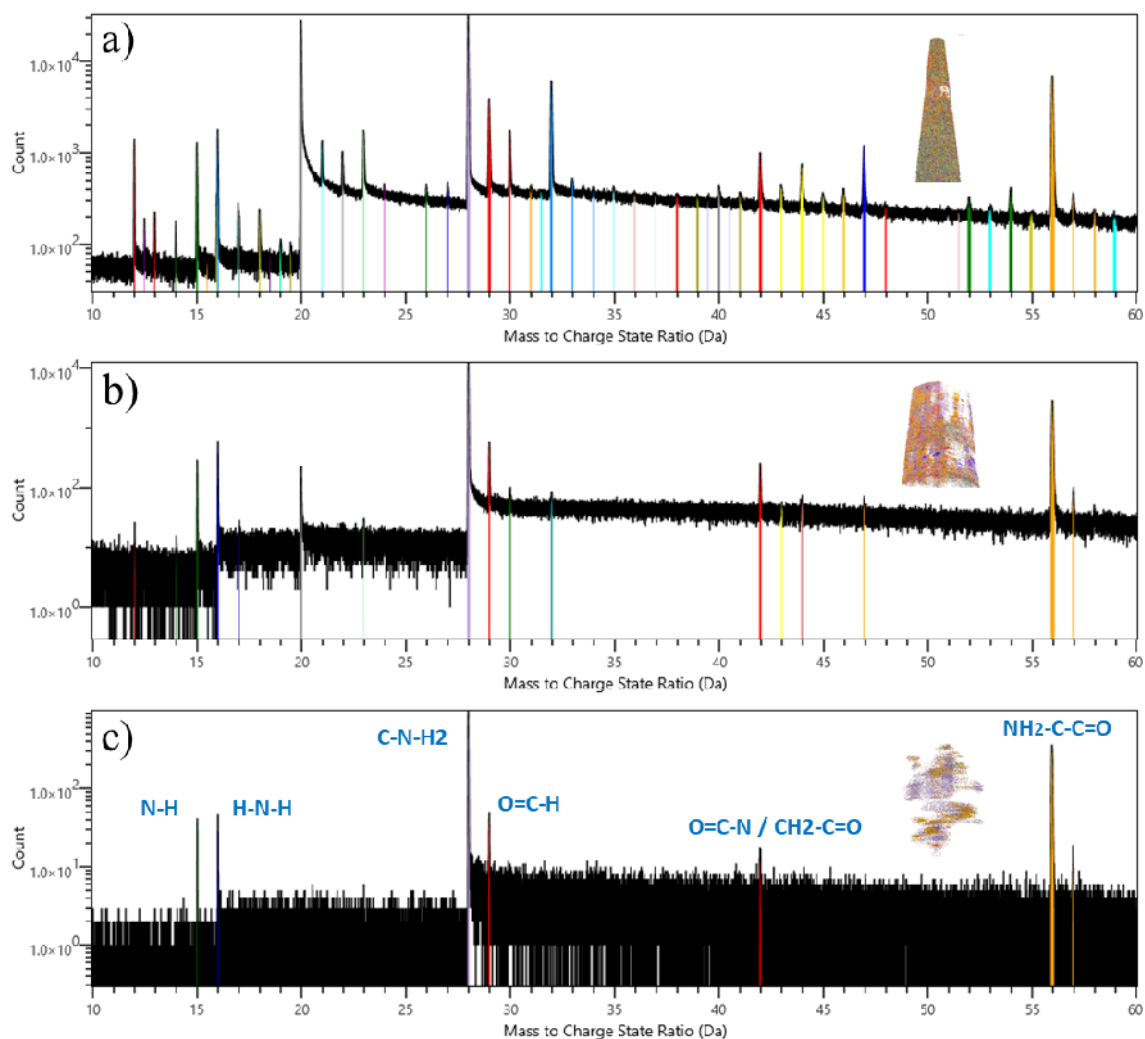 a)
1.0×10⁴
1.0×10³
1.0×10²
Count
10 15 20 25 30 35 40 45 50 55 60
Mass to Charge State Ratio (Da)
b)
1.0×10⁴
1.0×10²
1.0×10⁰
Count
10 15 20 25 30 35 40 45 50 55 60
Mass to Charge State Ratio (Da)
c)
C-N-H2
NH2-C-C=O
N-H
H-N-H
O=C-H
O=C-N / CH2-C=O
1.0×10²
1.0×10¹
1.0×10⁰
Count
10 15 20 25 30 35 40 45 50 55 60
Mass to Charge State Ratio (Da)